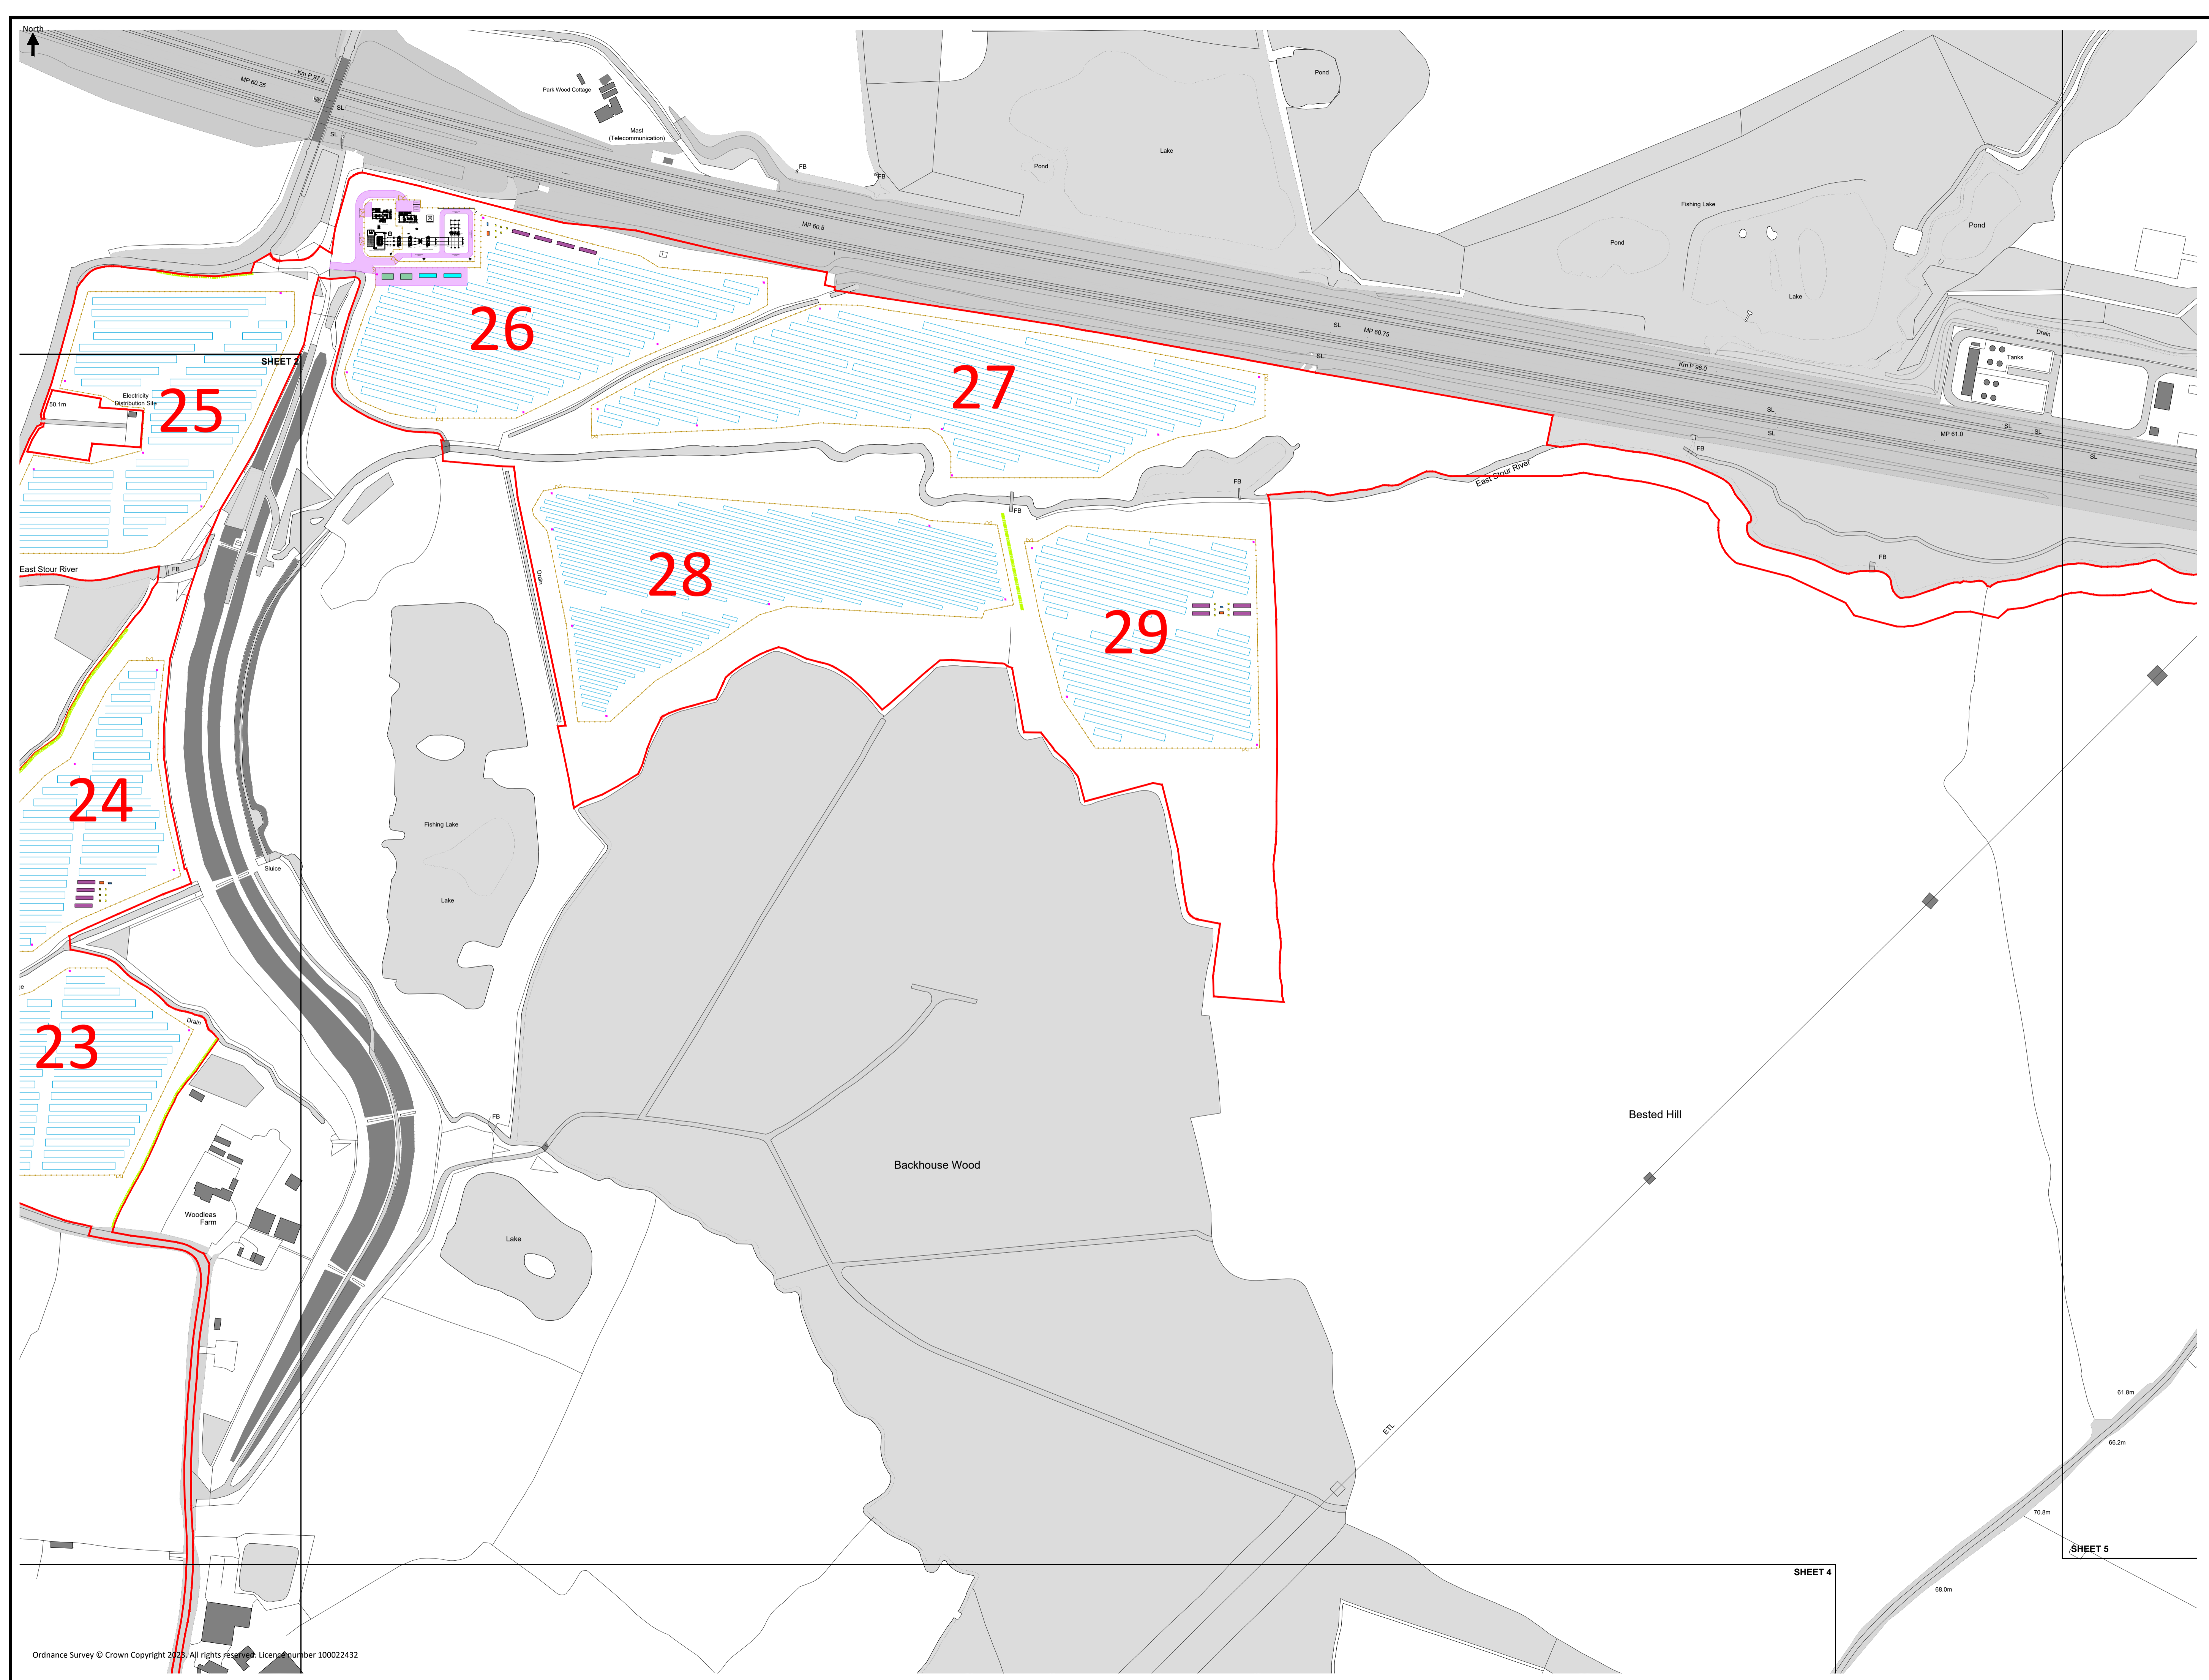 North
MP 60.25
Km P 97.0
SL
SL
Park Wood Cottage
Mast
(Telecommunication)
FB
FB
Pond
Lake
Pond
Fishing Lake
Pond
Pond
Lake
MP 60.5
SL
MP 60.75
SL
Km P 98.0
Drain
Tanks
SL
SL
MP 61.0
SL
SL
SL
FB
26
27
SHEET 2
25
Electricity
Distribution Site
50.1m
East Stour River
FB
FB
East Stour River
FB
FB
Drain
28
29
24
Fishing Lake
Lake
Sluice
23
Drain
FB
Woodleas
Farm
Lake
Backhouse Wood
Bested Hill
ETL
61.8m
66.2m
70.8m
68.0m
SHEET 5
SHEET 4
Ordnance Survey © Crown Copyright 2023. All rights reserved. Licence number 100022432